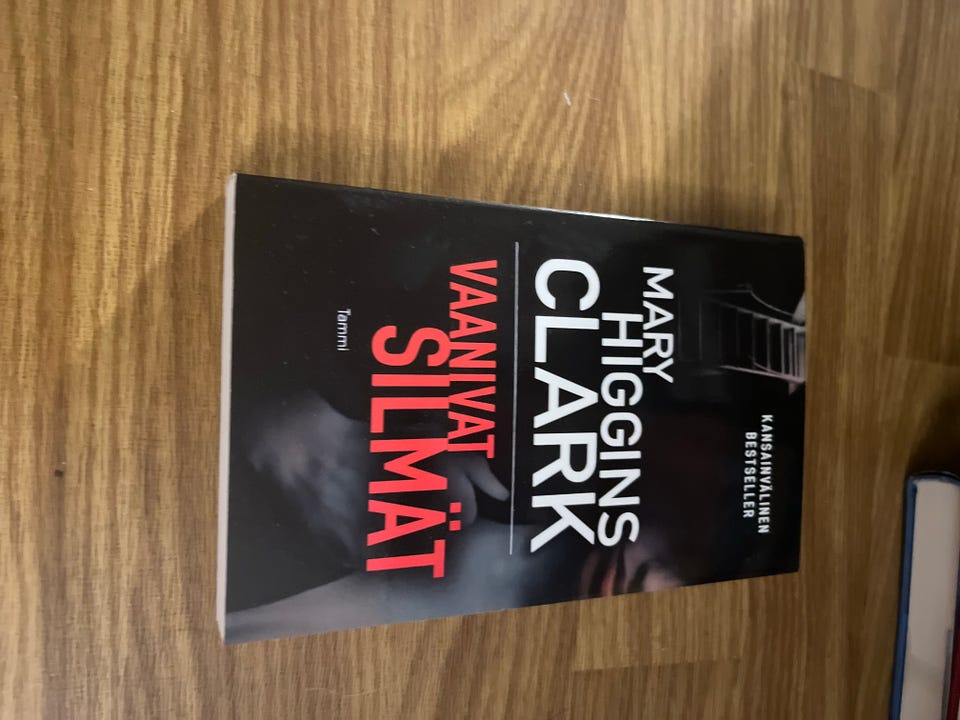 KANSAINVÄLINEN
BESTSELLER
MARY
HIGGINS
CLARK
VAANIVAT
SILMÄT
Tammi